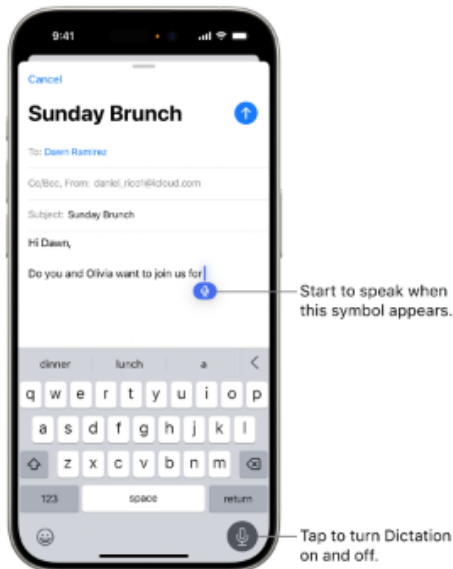 9:41
Cancel
Sunday Brunch
To: Dawn Ramirez
Cc/Bcc, From: daniel_rico1@icloud.com
Subject: Sunday Brunch
Hi Dawn,
Do you and Olivia want to join us for
Start to speak when
this symbol appears.
dinner lunch a
q w e r t y u i o p
a s d f g h j k l
z x c v b n m
123 space return
Tap to turn Dictation
on and off.